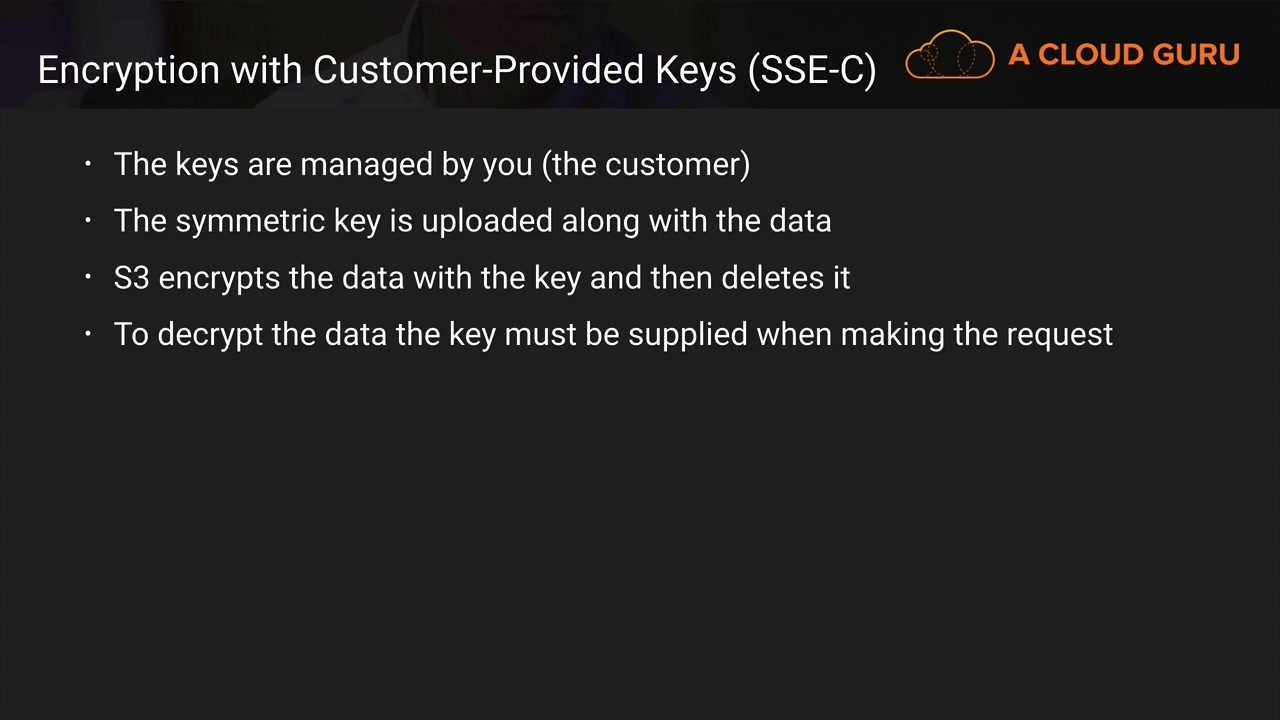 Encryption with Customer-Provided Keys (SSE-C)
A CLOUD GURU
· The keys are managed by you (the customer)
· The symmetric key is uploaded along with the data
· S3 encrypts the data with the key and then deletes it
· To decrypt the data the key must be supplied when making the request